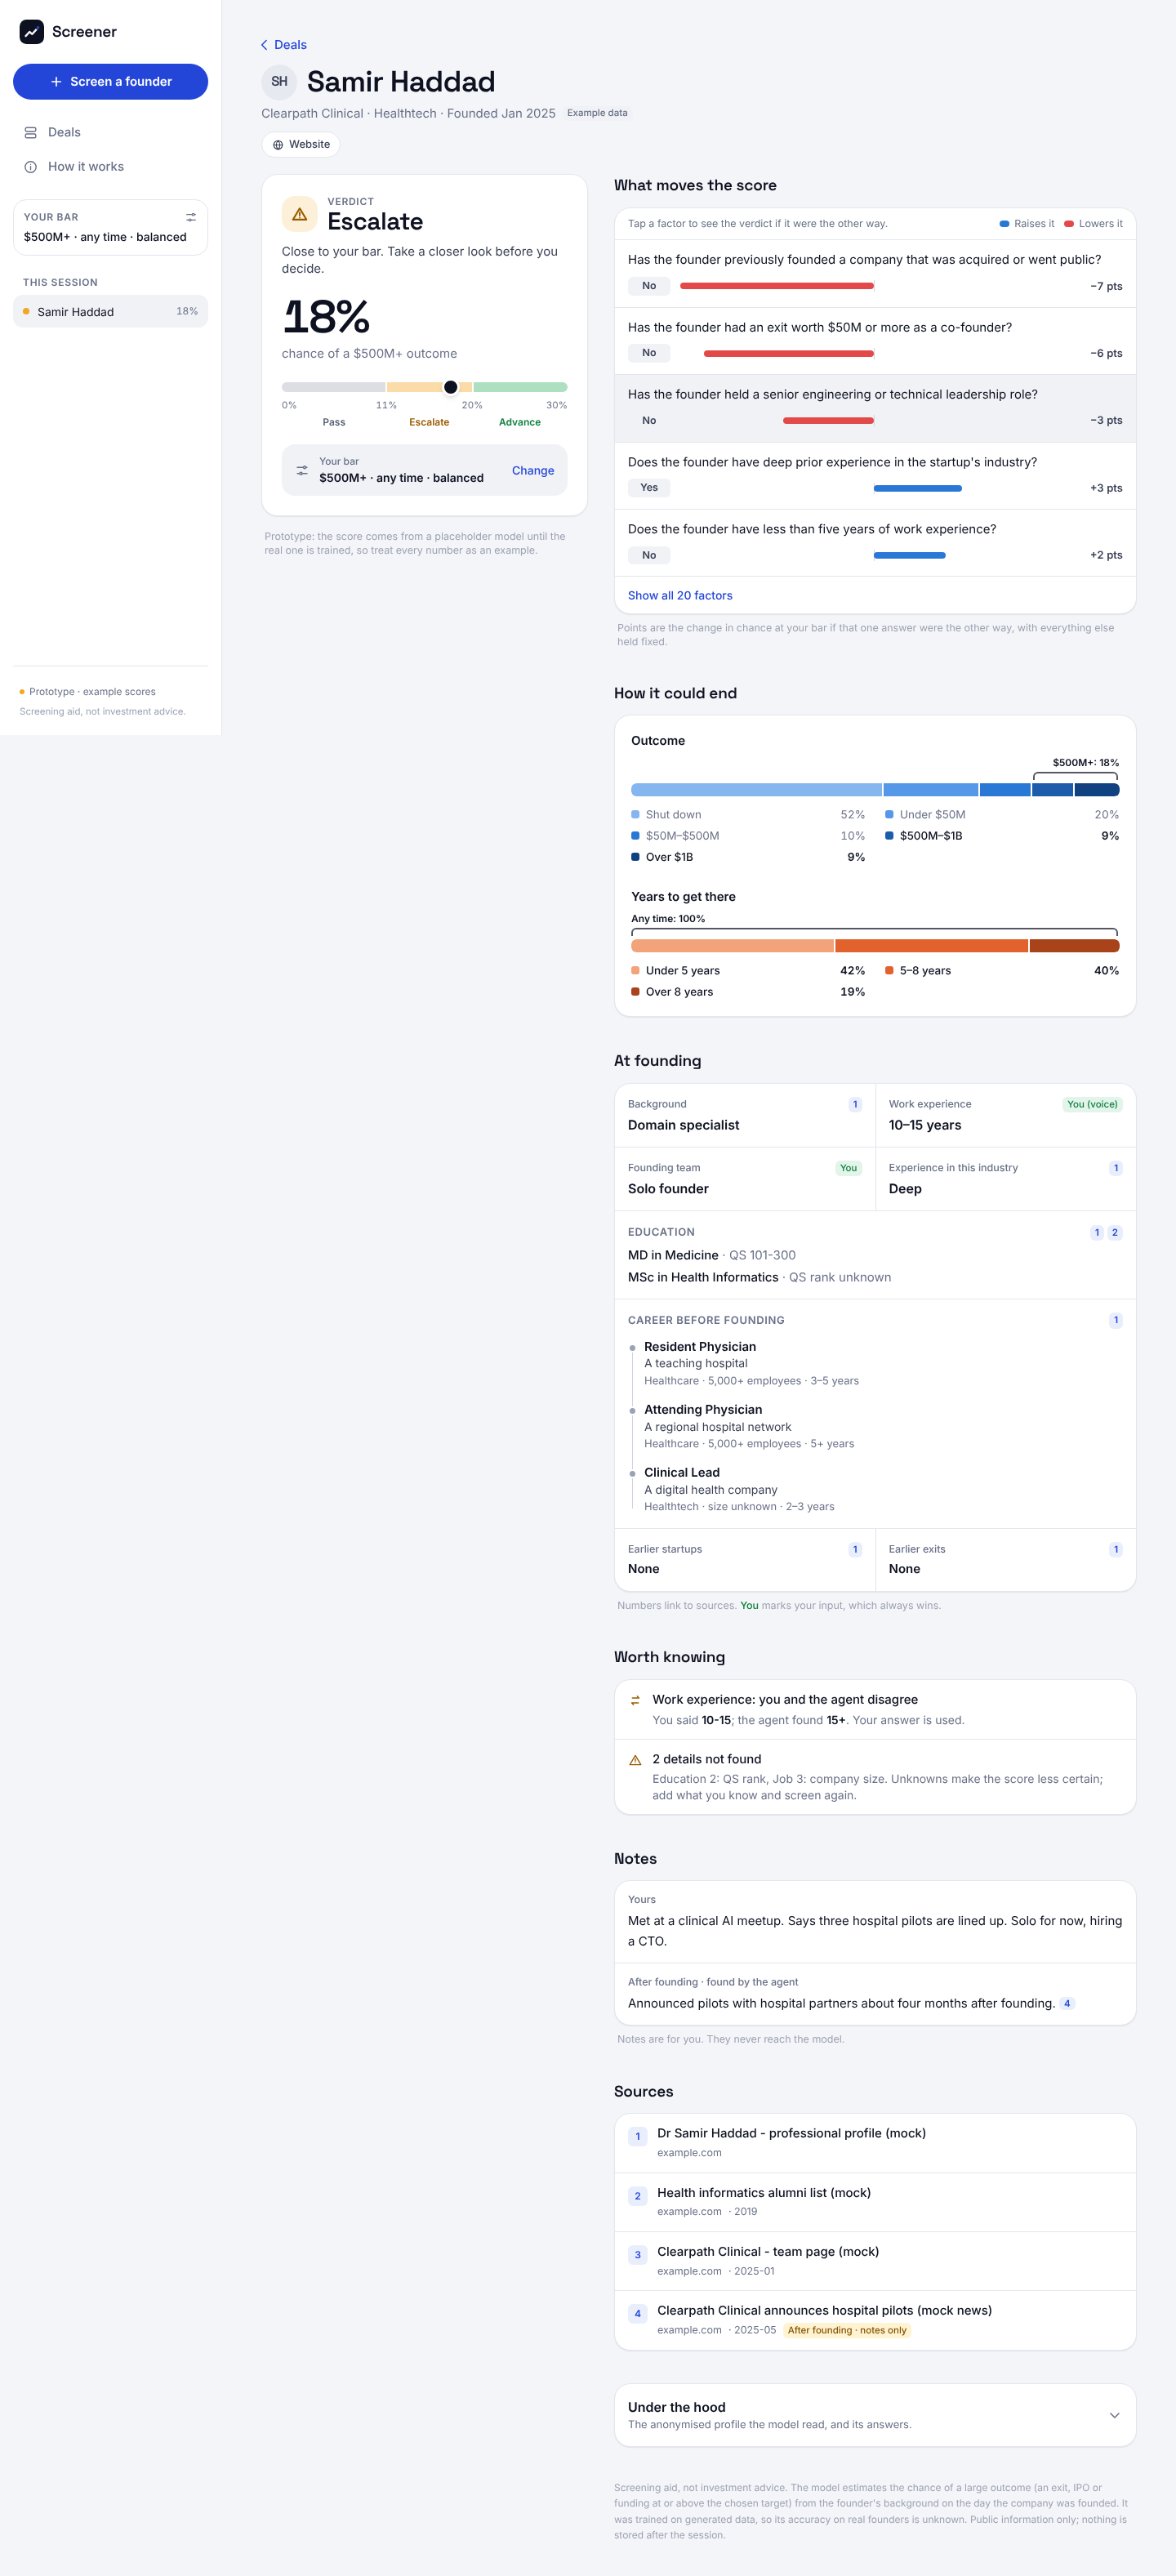 Screener
Screen a founder
Deals
How it works
YOUR BAR
$500M+ · any time · balanced
THIS SESSION
Samir Haddad 18%
Prototype · example scores
Screening aid, not investment advice.
Deals
SH Samir Haddad
Clearpath Clinical · Healthtech · Founded Jan 2025 Example data
Website
VERDICT
Escalate
Close to your bar. Take a closer look before you
decide.
18%
chance of a $500M+ outcome
0% 11% 20% 30%
Pass Escalate Advance
Your bar
$500M+ · any time · balanced
Change
Prototype: the score comes from a placeholder model until the
real one is trained, so treat every number as an example.
What moves the score
Tap a factor to see the verdict if it were the other way. Raises it Lowers it
Has the founder previously founded a company that was acquired or went public?
No −7 pts
Has the founder had an exit worth $50M or more as a co-founder?
No −6 pts
Has the founder held a senior engineering or technical leadership role?
No −3 pts
Does the founder have deep prior experience in the startup's industry?
Yes +3 pts
Does the founder have less than five years of work experience?
No +2 pts
Show all 20 factors
Points are the change in chance at your bar if that one answer were the other way, with everything else
held fixed.
How it could end
Outcome
$500M+: 18%
Shut down 52% Under $50M 20%
$50M–$500M 10% $500M–$1B 9%
Over $1B 9%
Years to get there
Any time: 100%
Under 5 years 42% 5–8 years 40%
Over 8 years 19%
At founding
Background 1 Work experience You (voice)
Domain specialist 10–15 years
Founding team You Experience in this industry 1
Solo founder Deep
EDUCATION 1 2
MD in Medicine · QS 101-300
MSc in Health Informatics · QS rank unknown
CAREER BEFORE FOUNDING 1
Resident Physician
A teaching hospital
Healthcare · 5,000+ employees · 3–5 years
Attending Physician
A regional hospital network
Healthcare · 5,000+ employees · 5+ years
Clinical Lead
A digital health company
Healthtech · size unknown · 2–3 years
Earlier startups 1 Earlier exits 1
None None
Numbers link to sources. You marks your input, which always wins.
Worth knowing
Work experience: you and the agent disagree
You said 10-15; the agent found 15+. Your answer is used.
2 details not found
Education 2: QS rank, Job 3: company size. Unknowns make the score less certain;
add what you know and screen again.
Notes
Yours
Met at a clinical AI meetup. Says three hospital pilots are lined up. Solo for now, hiring
a CTO.
After founding · found by the agent
Announced pilots with hospital partners about four months after founding. 4
Notes are for you. They never reach the model.
Sources
1 Dr Samir Haddad - professional profile (mock)
example.com
2 Health informatics alumni list (mock)
example.com · 2019
3 Clearpath Clinical - team page (mock)
example.com · 2025-01
4 Clearpath Clinical announces hospital pilots (mock news)
example.com · 2025-05 After founding · notes only
Under the hood
The anonymised profile the model read, and its answers.
Screening aid, not investment advice. The model estimates the chance of a large outcome (an exit, IPO or
funding at or above the chosen target) from the founder's background on the day the company was founded. It
was trained on generated data, so its accuracy on real founders is unknown. Public information only; nothing is
stored after the session.